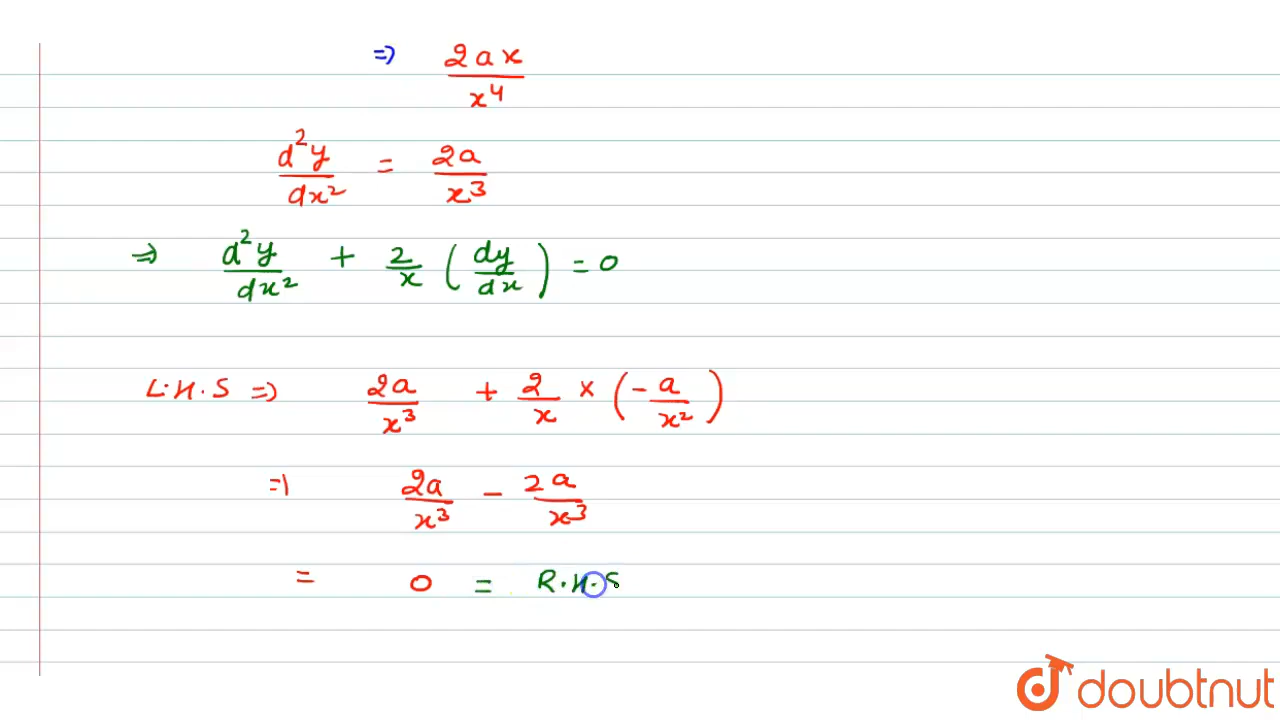 ⇒ 2ax/x⁴
d²y/dx² = 2a/x³
⇒ d²y/dx² + 2/x (dy/dx) = 0
L.H.S ⇒ 2a/x³ + 2/x × (-a/x²)
⇒ 2a/x³ - 2a/x³
= 0 = R.H.S
doubtnut